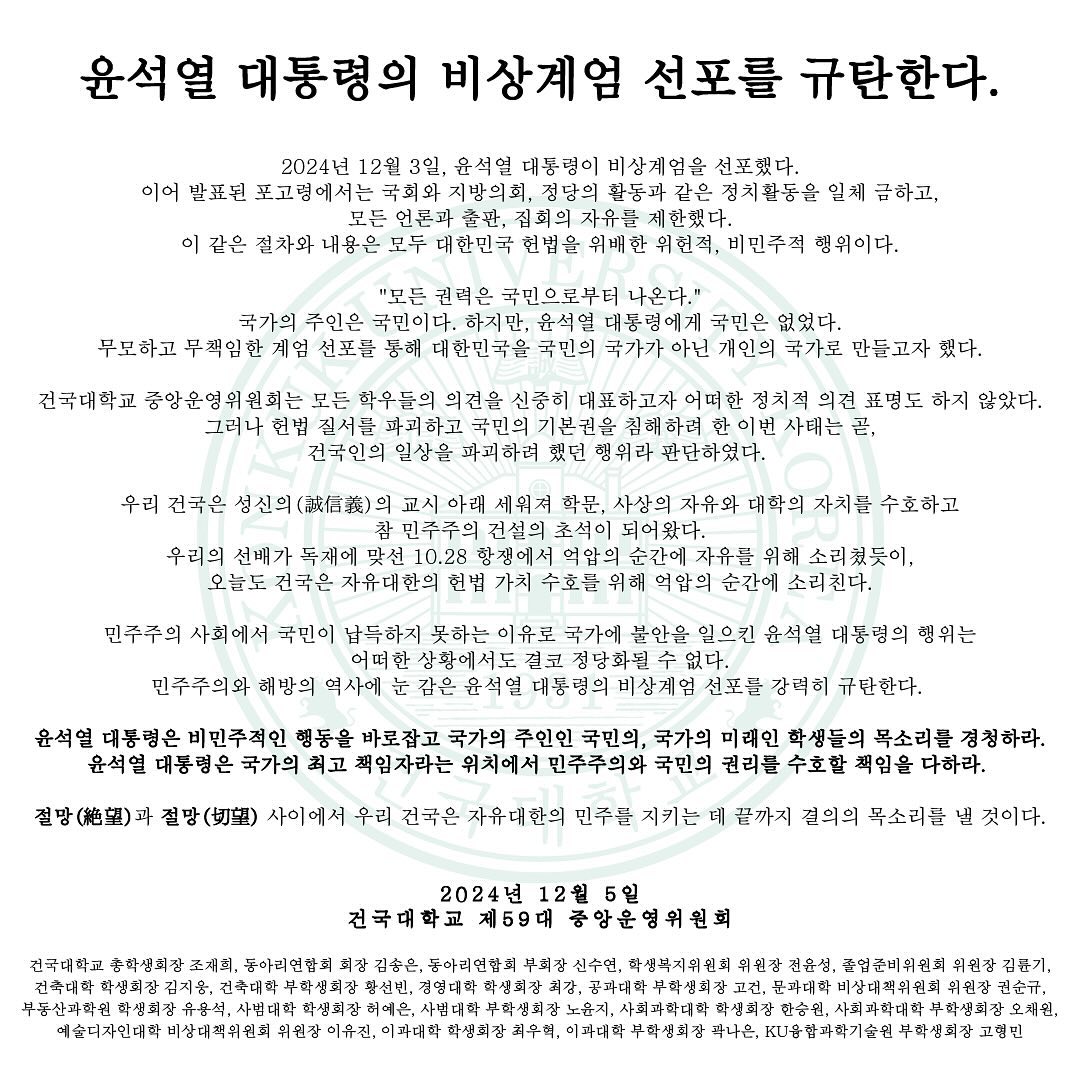 윤석열 대통령의 비상계엄 선포를 규탄한다.
2024년 12월 3일, 윤석열 대통령이 비상계엄을 선포했다.
이어 발표된 포고령에서는 국회와 지방의회, 정당의 활동과 같은 정치활동을 일체 금하고,
모든 언론과 출판, 집회의 자유를 제한했다.
이 같은 절차와 내용은 모두 대한민국 헌법을 위배한 위헌적, 비민주적 행위이다.
"모든 권력은 국민으로부터 나온다."
국가의 주인은 국민이다. 하지만, 윤석열 대통령에게 국민은 없었다.
무모하고 무책임한 계엄 선포를 통해 대한민국을 국민의 국가가 아닌 개인의 국가로 만들고자 했다.
건국대학교 중앙운영위원회는 모든 학우들의 의견을 신중히 대표하고자 어떠한 정치적 의견 표명도 하지 않았다.
그러나 헌법 질서를 파괴하고 국민의 기본권을 침해하려 한 이번 사태는 곧,
건국인의 일상을 파괴하려 했던 행위라 판단하였다.
우리 건국은 성신의(誠信義)의 교시 아래 세워져 학문, 사상의 자유와 대학의 자치를 수호하고
참 민주주의 건설의 초석이 되어왔다.
우리의 선배가 독재에 맞선 10.28 항쟁에서 억압의 순간에 자유를 위해 소리쳤듯이,
오늘도 건국은 자유대한의 헌법 가치 수호를 위해 억압의 순간에 소리친다.
민주주의 사회에서 국민이 납득하지 못하는 이유로 국가에 불안을 일으킨 윤석열 대통령의 행위는
어떠한 상황에서도 결코 정당화될 수 없다.
민주주의와 해방의 역사에 눈 감은 윤석열 대통령의 비상계엄 선포를 강력히 규탄한다.
윤석열 대통령은 비민주적인 행동을 바로잡고 국가의 주인인 국민의, 국가의 미래인 학생들의 목소리를 경청하라.
윤석열 대통령은 국가의 최고 책임자라는 위치에서 민주주의와 국민의 권리를 수호할 책임을 다하라.
절망(絶望)과 절망(切望) 사이에서 우리 건국은 자유대한의 민주를 지키는 데 끝까지 결의의 목소리를 낼 것이다.
2024년 12월 5일
건국대학교 제59대 중앙운영위원회
건국대학교 총학생회장 조재희, 동아리연합회 회장 김송은, 동아리연합회 부회장 신수연, 학생복지위원회 위원장 전윤성, 졸업준비위원회 위원장 김륜기,
건축대학 학생회장 김지웅, 건축대학 부학생회장 황선빈, 경영대학 학생회장 최강, 공과대학 부학생회장 고건, 문과대학 비상대책위원회 위원장 권순규,
부동산과학원 학생회장 유용석, 사범대학 학생회장 허예은, 사범대학 부학생회장 노윤지, 사회과학대학 학생회장 한승원, 사회과학대학 부학생회장 오채원,
예술디자인대학 비상대책위원회 위원장 이유진, 이과대학 학생회장 최우혁, 이과대학 부학생회장 곽나은, KU융합과학기술원 부학생회장 고형민
KONKUK UNIVERSITY KOREA
1931
건국대학교